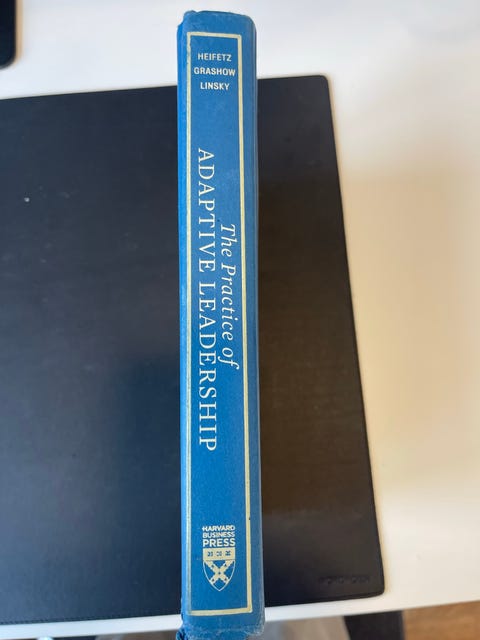 HEIFETZ
GRASHOW
LINSKY
The Practice of
ADAPTIVE LEADERSHIP
HARVARD
BUSINESS
PRESS